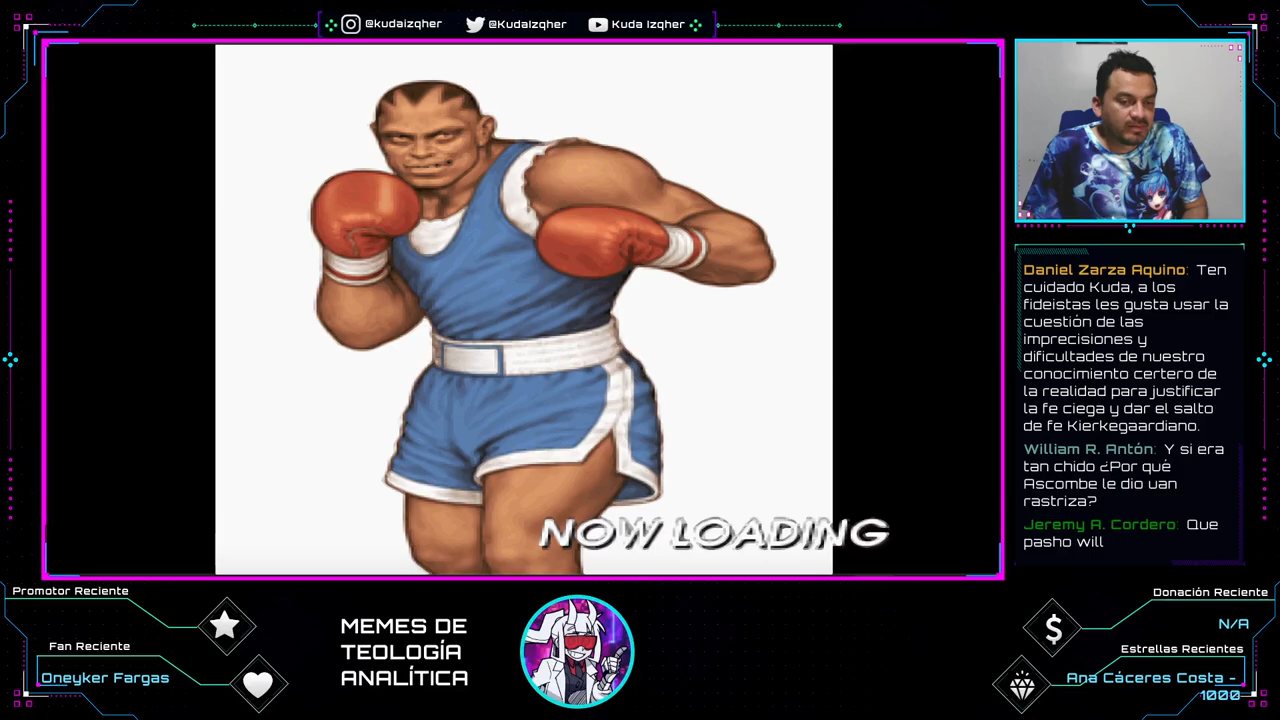 @kudaizqher @KudaIzqher Kuda Izqher
Daniel Zarza Aquino: Ten
cuidado Kuda, a los
fideistas les gusta usar la
cuestión de las
imprecisiones y
dificultades de nuestro
conocimiento certero de
la realidad para justificar
la fe ciega y dar el salto
de fe Kierkegaardiano.
William R. Antón: Y si era
tan chido ¿Por qué
Ascombe le dio uan
rastriza?
Jeremy A. Cordero: Que
pasho will
NOW LOADING
Promotor Reciente
Fan Reciente
Oneyker Fargas
MEMES DE
TEOLOGÍA
ANALÍTICA
Donación Reciente
N/A
Estrellas Recientes
Ana Cáceres Costa -
1000